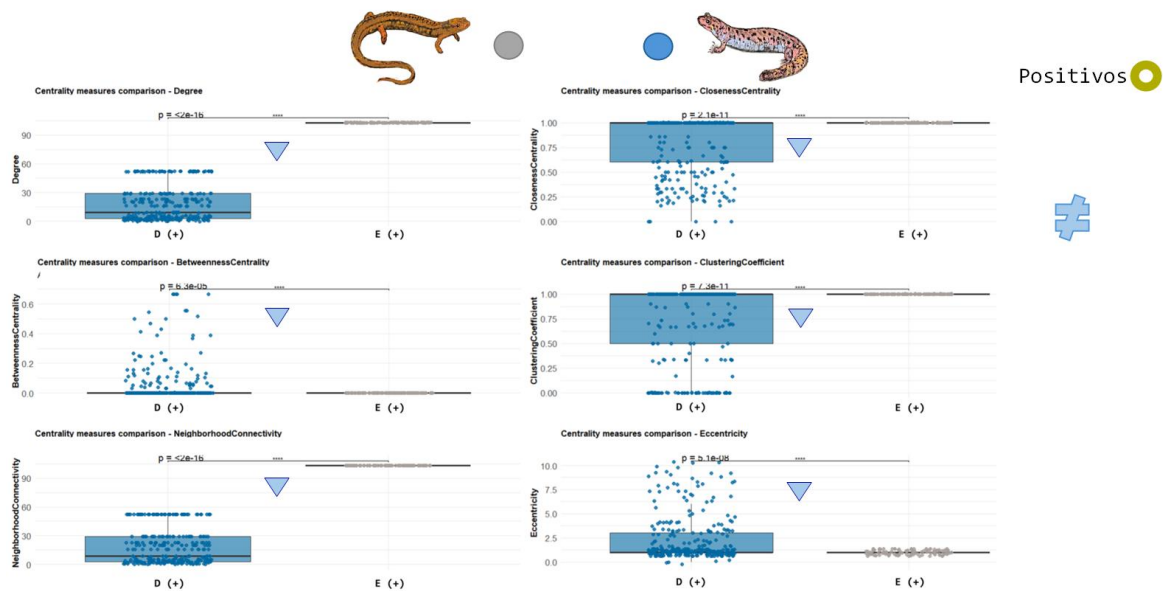 Positivos
Centrality measures comparison - Degree
p = <2e-16
****
Degree
90
60
30
0
D (+)
E (+)
Centrality measures comparison - ClosenessCentrality
p = 2.1e-11
****
ClosenessCentrality
1.00
0.75
0.50
0.25
0.00
D (+)
E (+)
≠
Centrality measures comparison - BetweennessCentrality
p = 6.3e-05
****
BetweennessCentrality
0.6
0.4
0.2
0.0
D (+)
E (+)
Centrality measures comparison - ClusteringCoefficient
p = 7.3e-11
****
ClusteringCoefficient
1.00
0.75
0.50
0.25
0.00
D (+)
E (+)
Centrality measures comparison - NeighborhoodConnectivity
p = <2e-16
****
NeighborhoodConnectivity
90
60
30
0
D (+)
E (+)
Centrality measures comparison - Eccentricity
p = 5.1e-08
****
Eccentricity
10.0
7.5
5.0
2.5
0.0
D (+)
E (+)